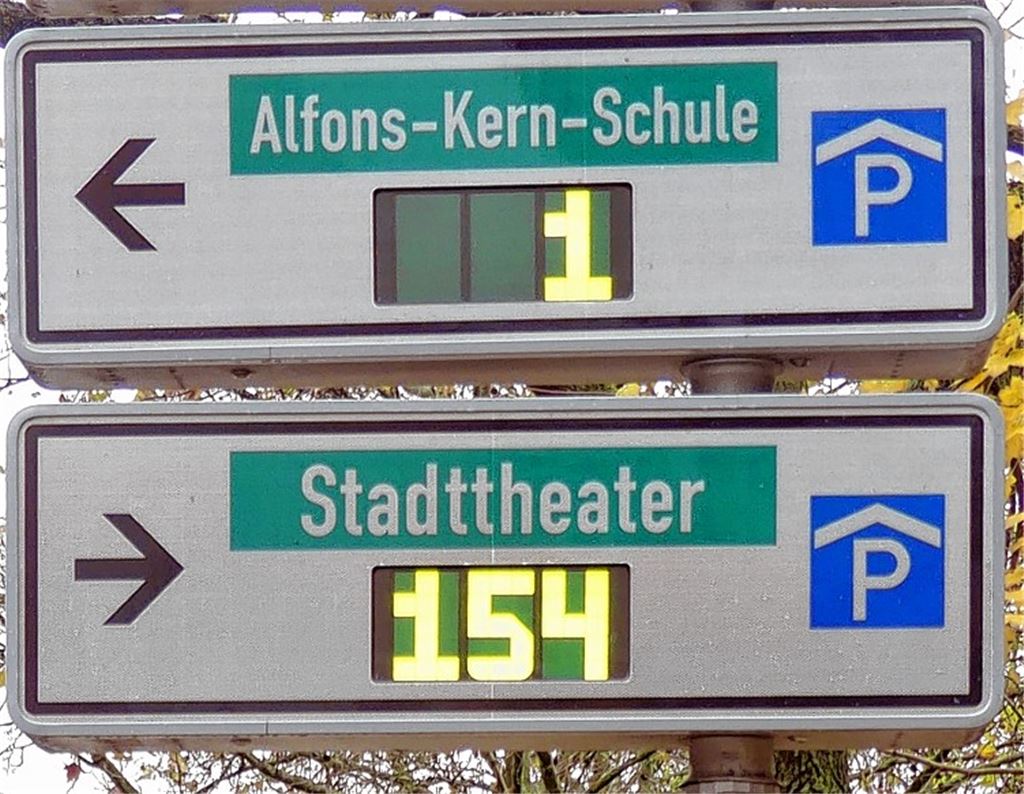 Alfons-Kern-Schule
P
1
Stadttheater
P
154